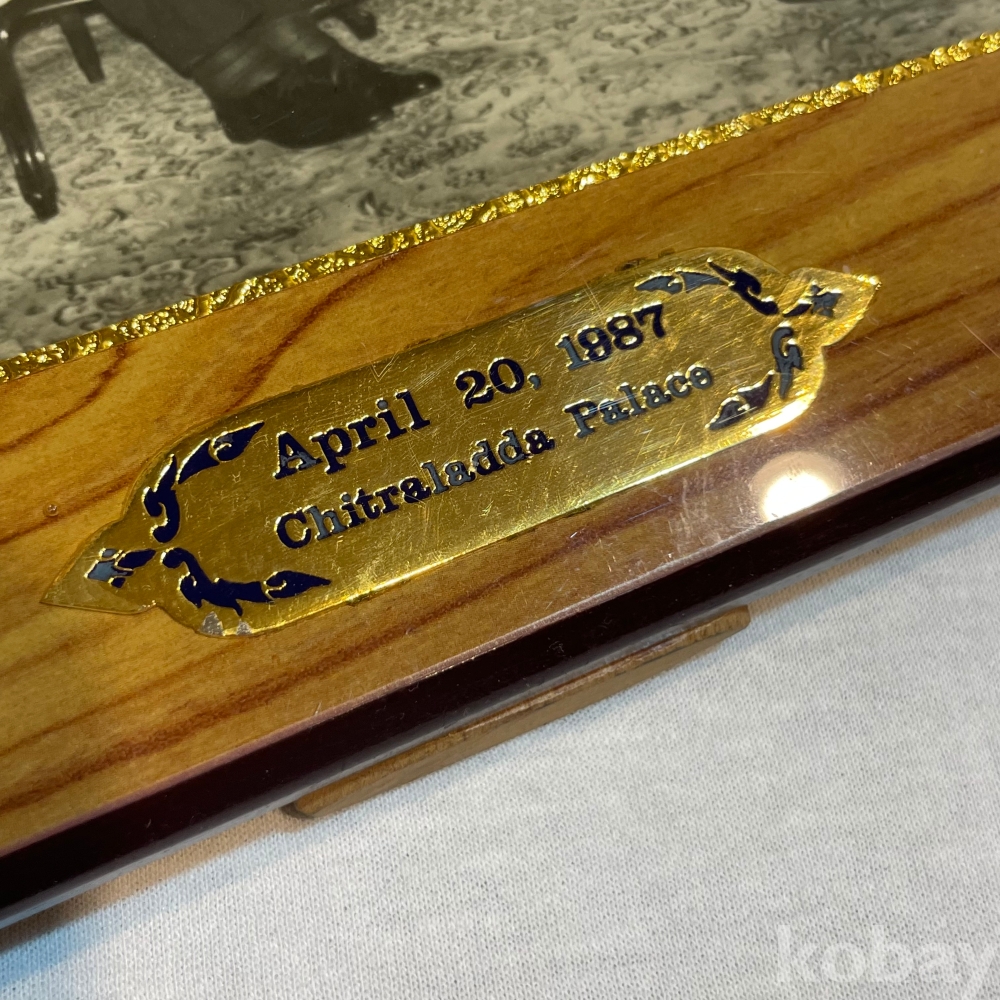 April 20, 1987
Chitraladda Palace
kobay